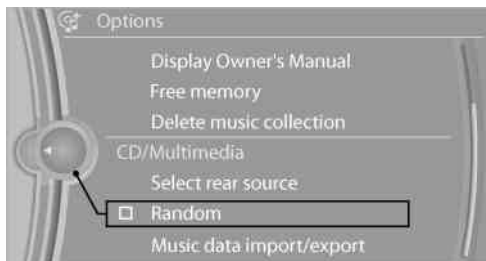 Options
Display Owner's Manual
Free memory
Delete music collection
CD/Multimedia
Select rear source
Random
Music data import/export